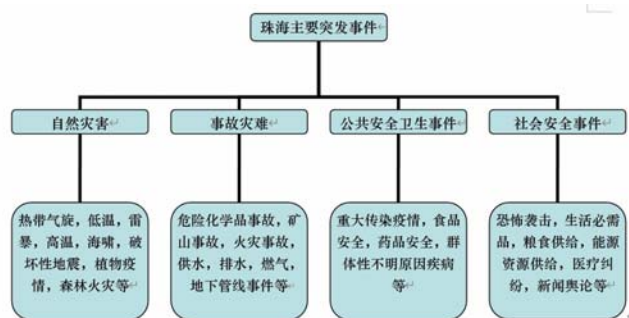 珠海主要突发事件
自然灾害
事故灾难
公共安全卫生事件
社会安全事件
热带气旋，低温，雷
暴，高温，海啸，破
坏性地震，植物疫
情，森林火灾等
危险化学品事故，矿
山事故，火灾事故，
供水，排水，燃气，
地下管线事件等
重大传染疫情，食品
安全，药品安全，群
体性不明原因疾病
等
恐怖袭击，生活必需
品，粮食供给，能源
资源供给，医疗纠
纷，新闻舆论等